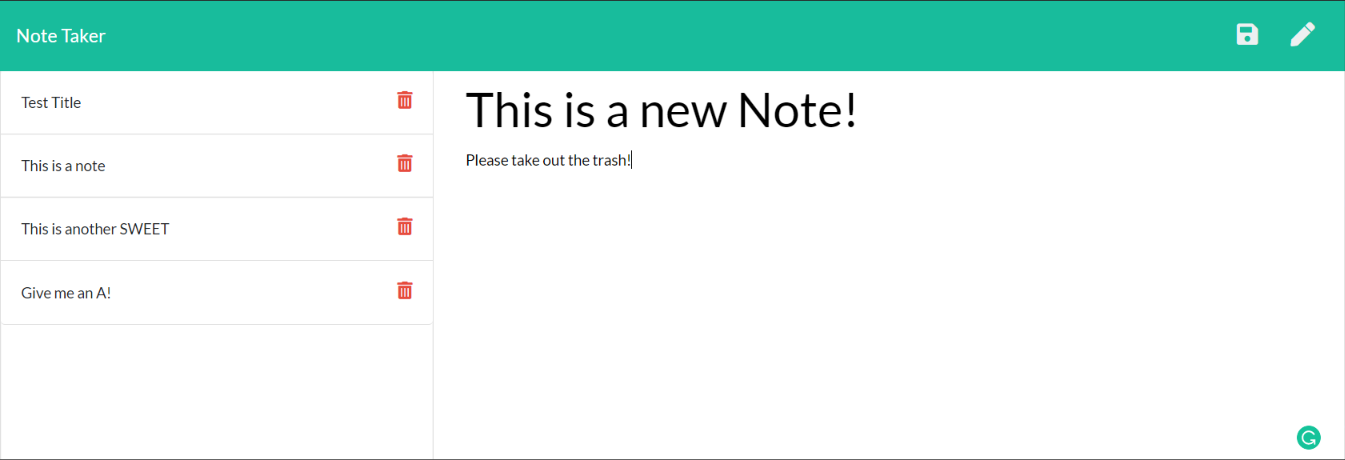 Note Taker
Test Title
This is a note
This is another SWEET
Give me an A!
This is a new Note!
Please take out the trash!